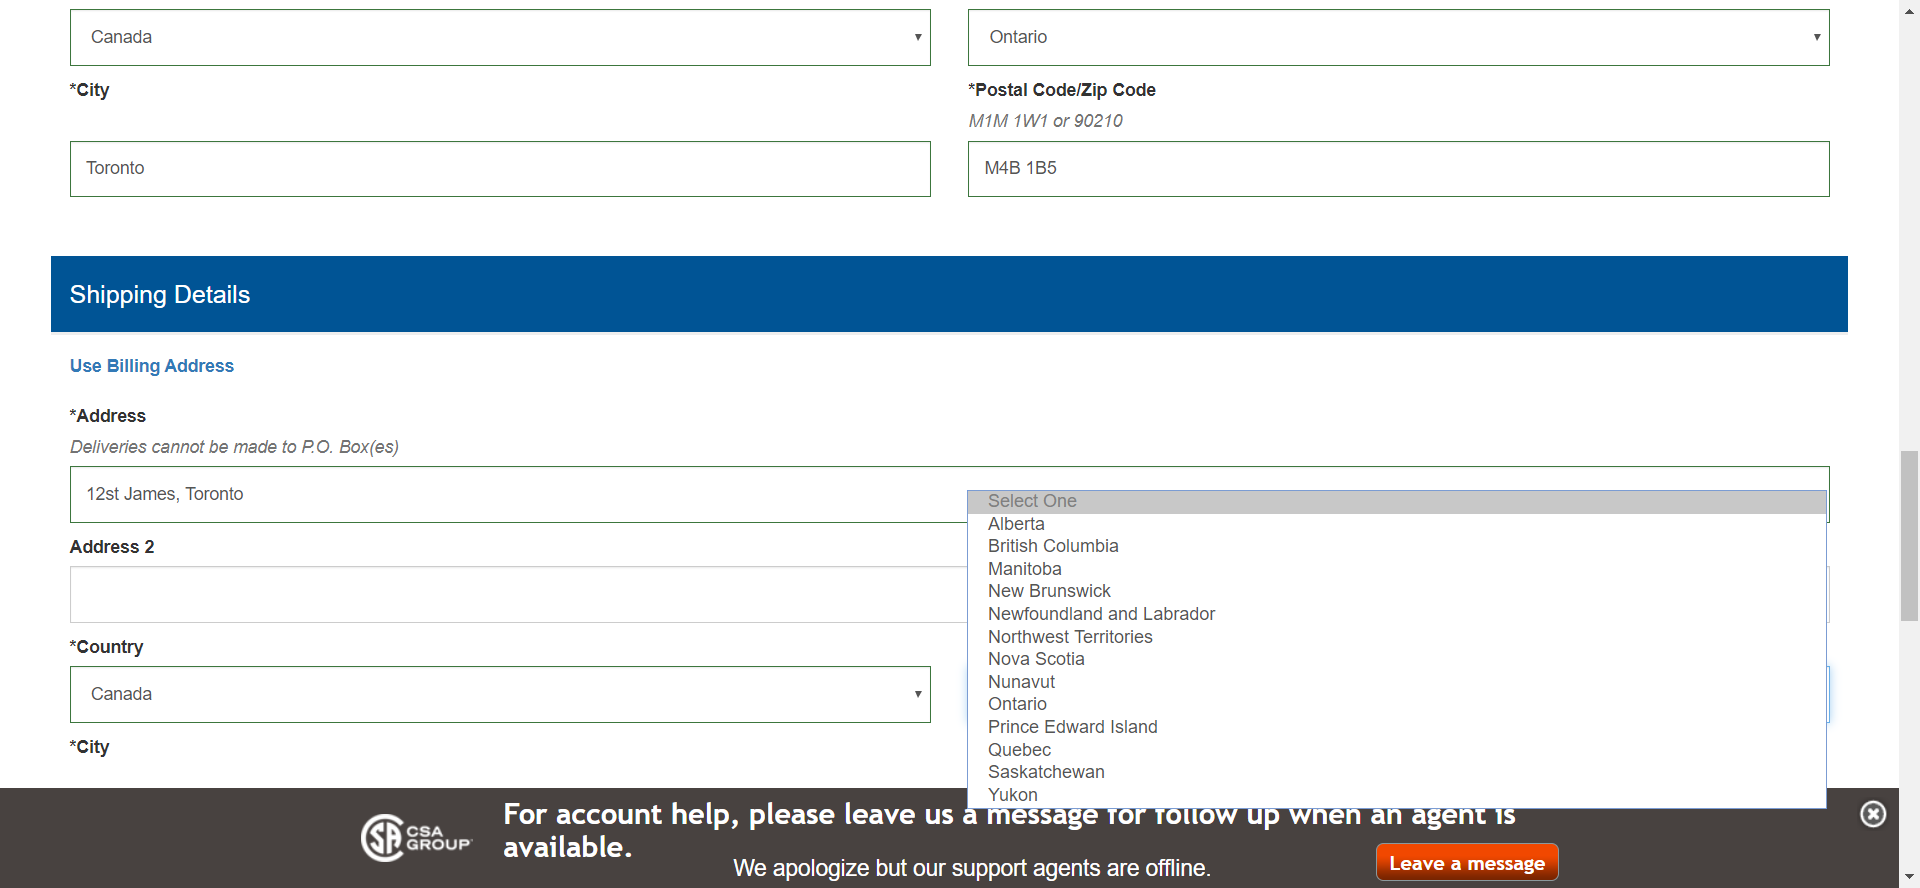 Canada
Ontario
*City
*Postal Code/Zip Code
M1M 1W1 or 90210
Toronto
M4B 1B5
Shipping Details
Use Billing Address
*Address
Deliveries cannot be made to P.O. Box(es)
12st James, Toronto
Select One
Alberta
British Columbia
Manitoba
New Brunswick
Newfoundland and Labrador
Northwest Territories
Nova Scotia
Nunavut
Ontario
Prince Edward Island
Quebec
Saskatchewan
Yukon
Address 2
*Country
Canada
*City
CSA
GROUP
For account help, please leave us a message for follow up when an agent is
available.
We apologize but our support agents are offline.
Leave a message